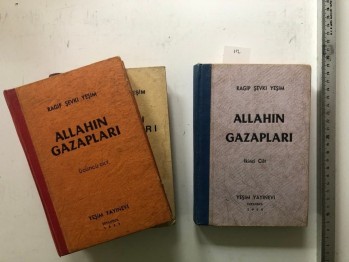 RAGIP ŞEVKI YEŞİM
ALLAHIN
GAZAPLARI
YEŞİM YAYINEVİ
RAGIP ŞEVKI YEŞİM
ALLAHIN
GAZAPLARI
İkinci Cilt
YEŞİM YAYINEVİ